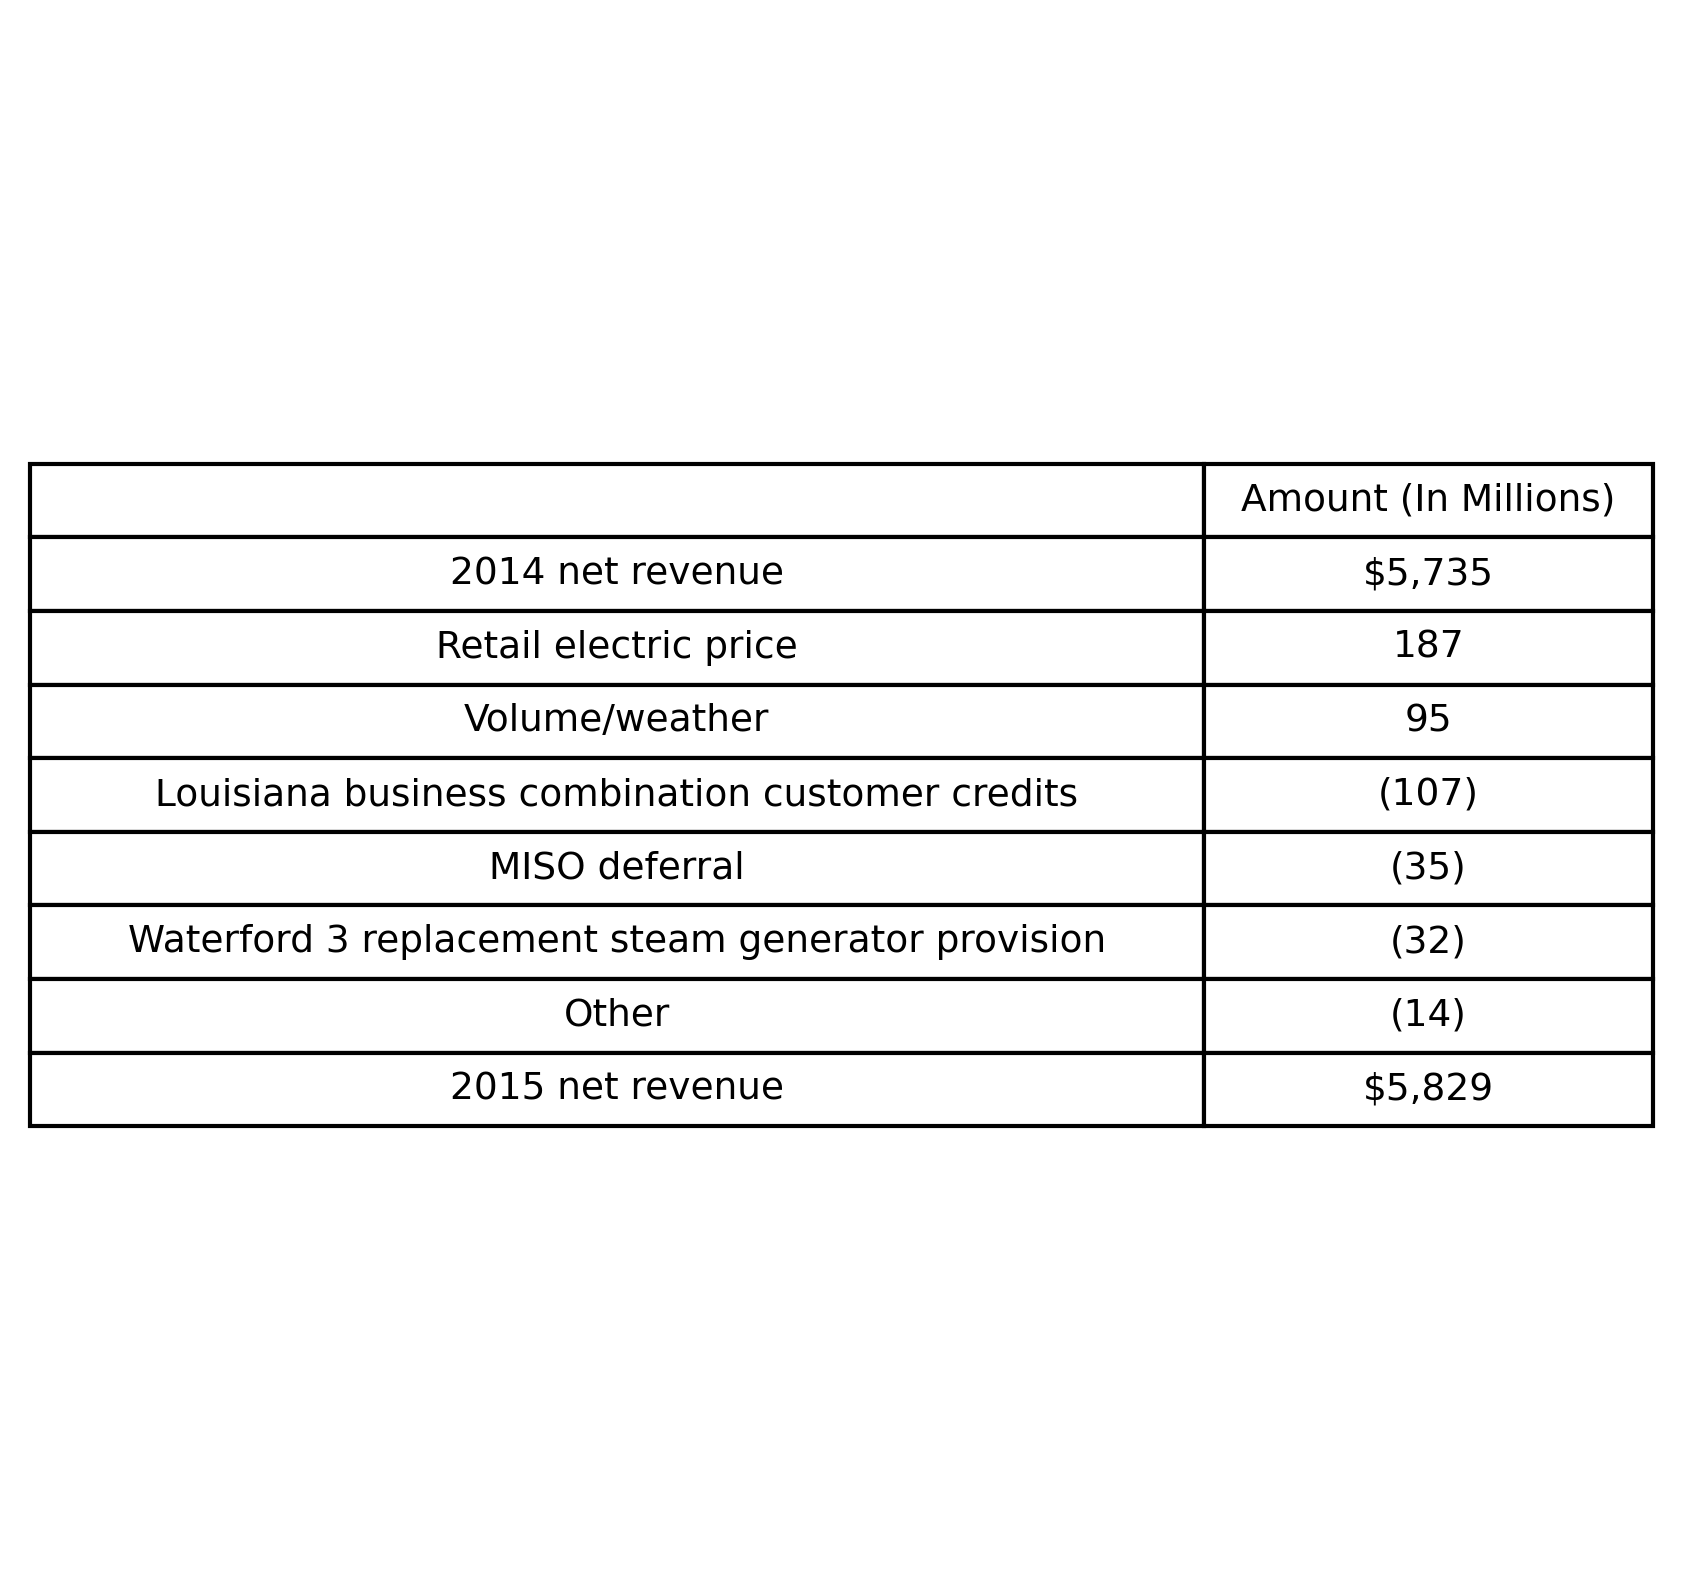 Amount (In Millions)
2014 net revenue $5,735
Retail electric price 187
Volume/weather 95
Louisiana business combination customer credits (107)
MISO deferral (35)
Waterford 3 replacement steam generator provision (32)
Other (14)
2015 net revenue $5,829